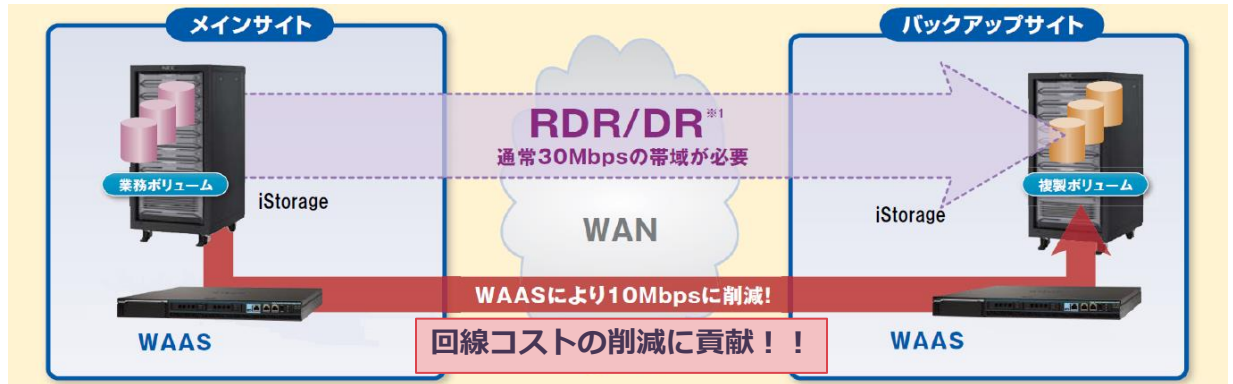 メインサイト
バックアップサイト
RDR/DR※1
通常30Mbpsの帯域が必要
業務ボリューム
複製ボリューム
iStorage
iStorage
WAN
WAASにより10Mbpsに削減!
回線コストの削減に貢献！！
WAAS
WAAS